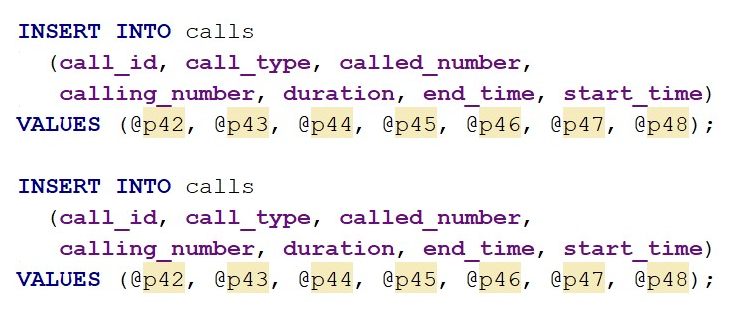 INSERT INTO calls
(call_id, call_type, called_number,
calling_number, duration, end_time, start_time)
VALUES (@p42, @p43, @p44, @p45, @p46, @p47, @p48);
INSERT INTO calls
(call_id, call_type, called_number,
calling_number, duration, end_time, start_time)
VALUES (@p42, @p43, @p44, @p45, @p46, @p47, @p48);